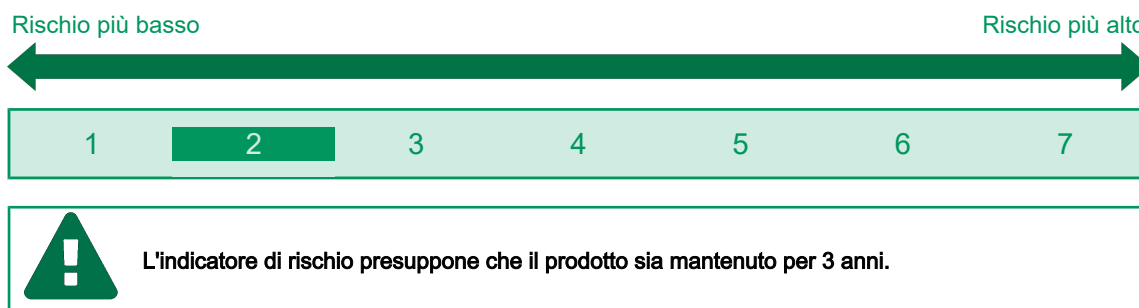 Rischio più basso Rischio più alto
1 2 3 4 5 6 7
L'indicatore di rischio presuppone che il prodotto sia mantenuto per 3 anni.